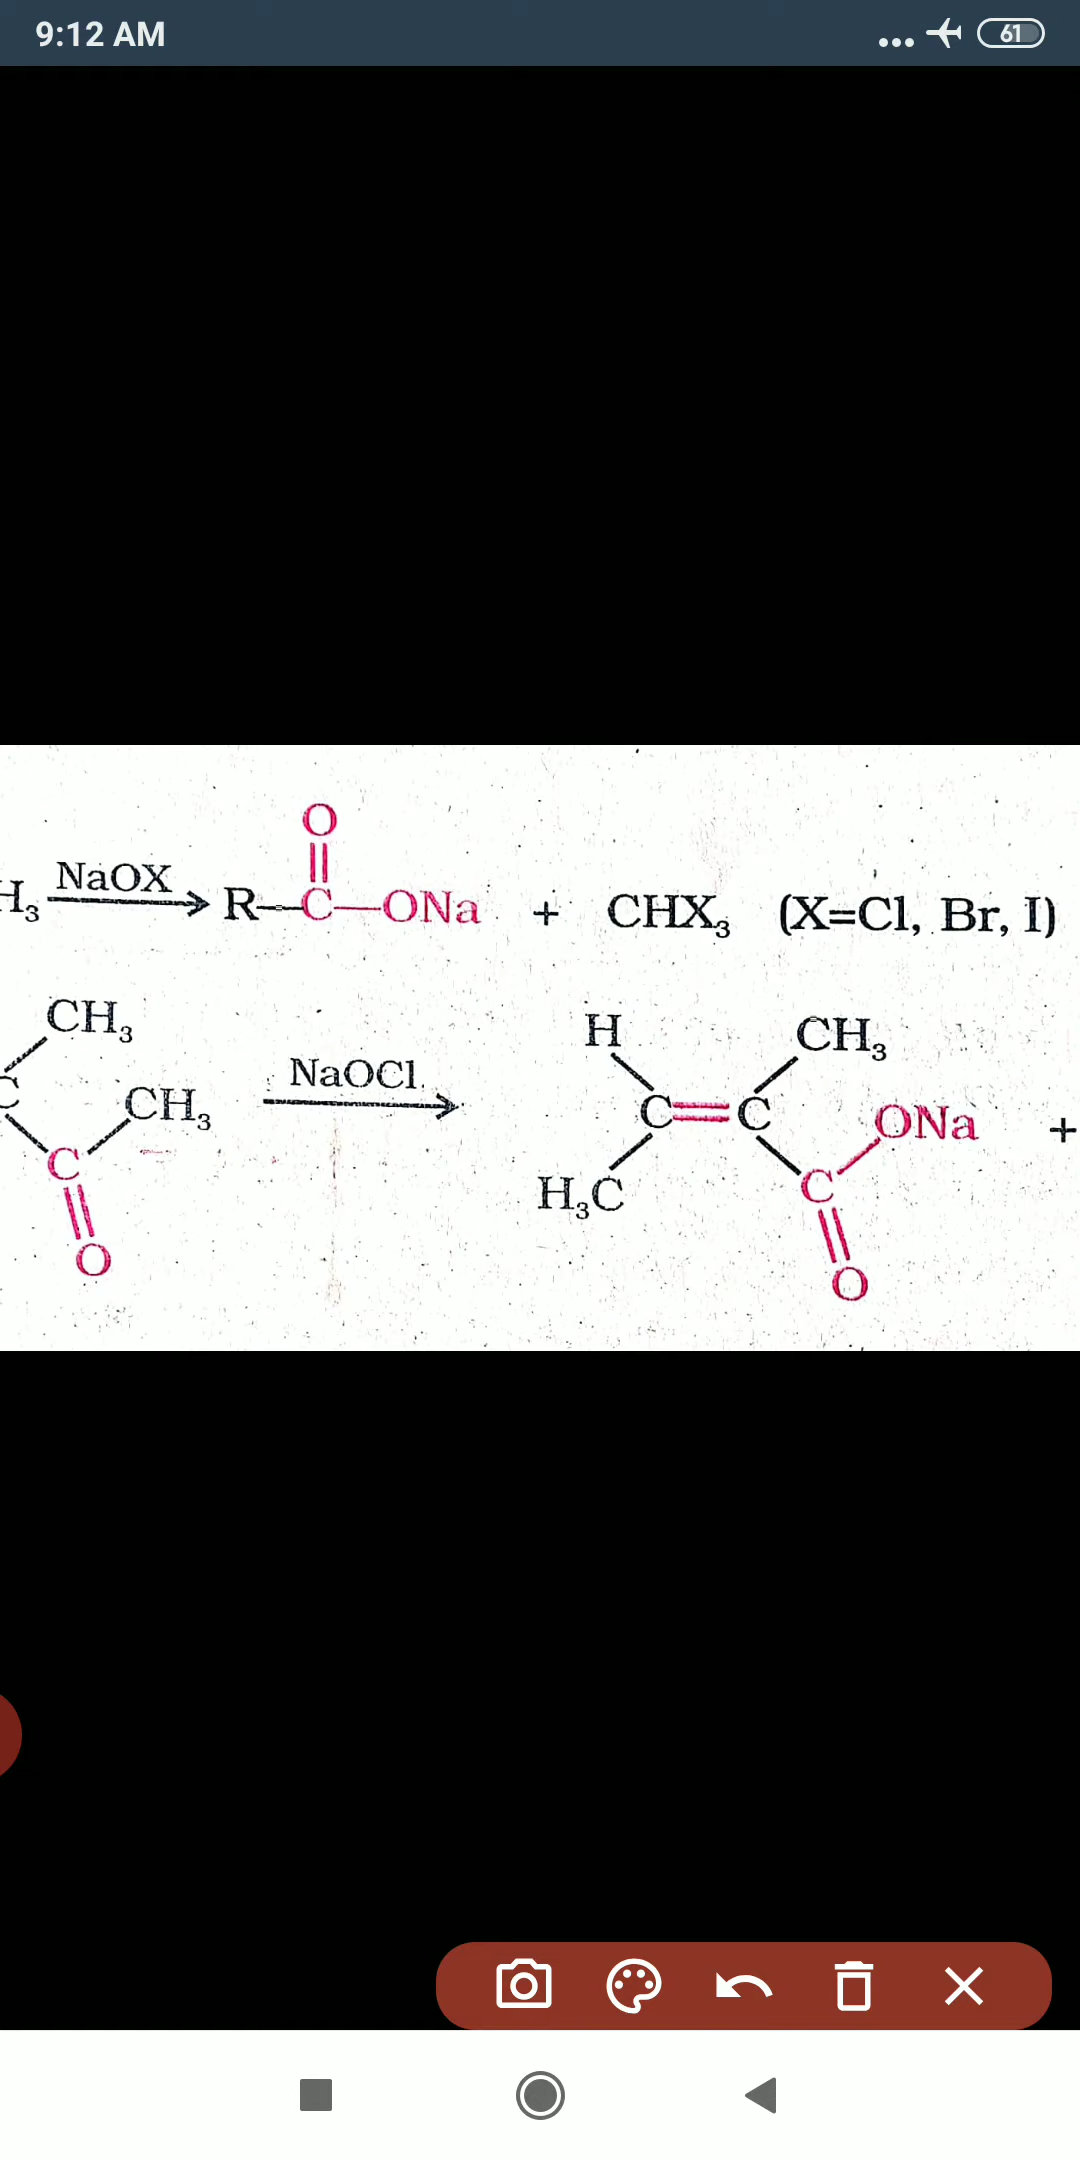 9:12 AM
61
O
H₃ NaOX R—C—ONa + CHX₃ (X=Cl, Br, I)
CH₃ H CH₃
C CH₃ NaOCl C=C ONa +
C H₃C C
O O